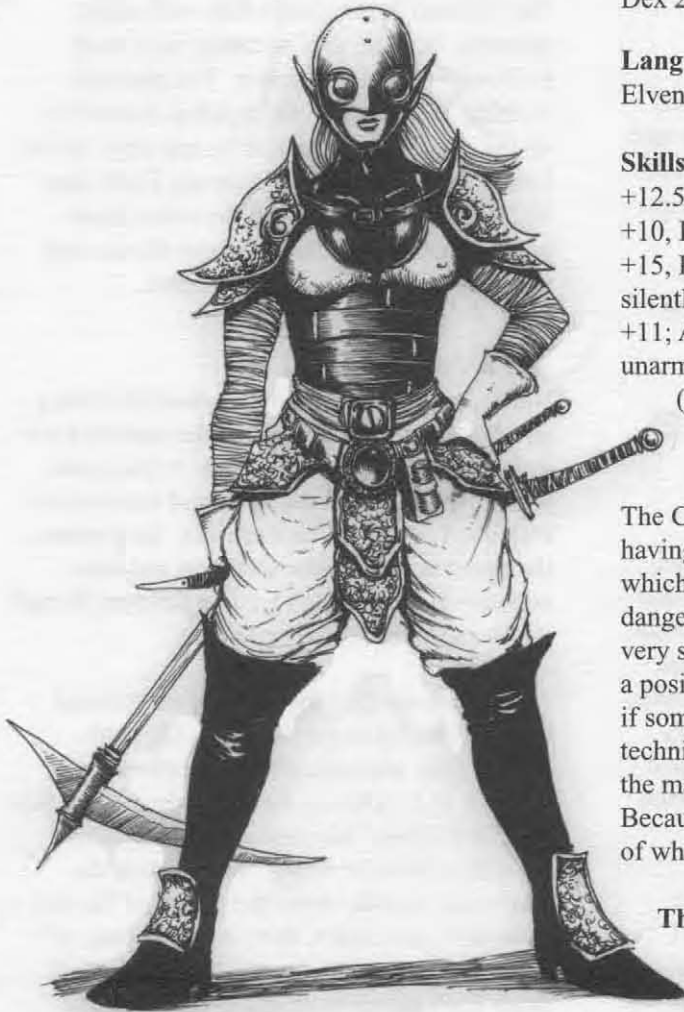 Dex 2
Lang
Elven
Skills
+12.5
+10,
+15,
silentl
+11;
unarm
(
The
having
which
dange
very s
a posi
if som
techni
the mi
Becau
of wh
Th